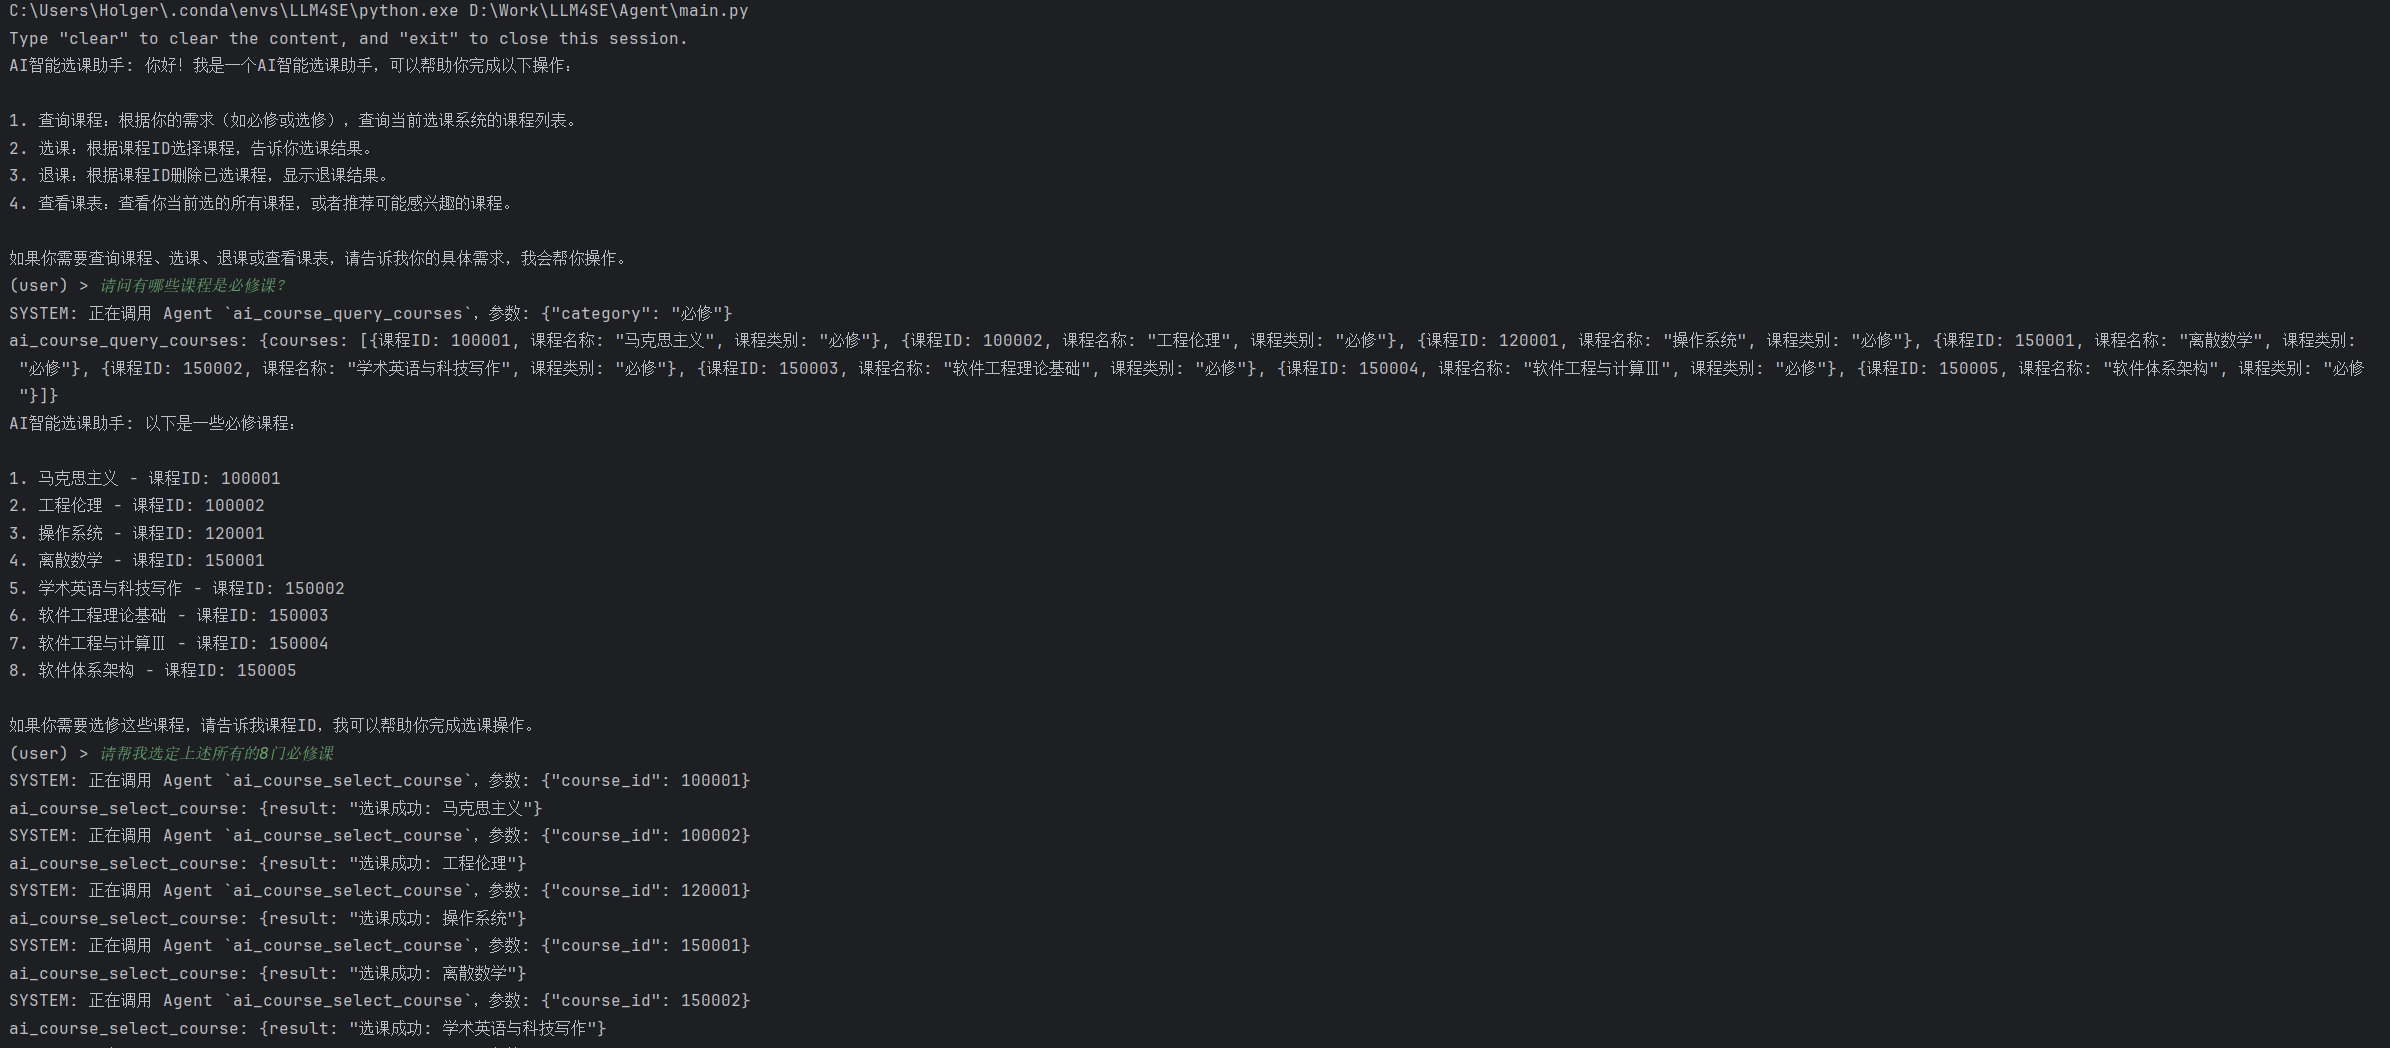 C:\Users\Holger\.conda\envs\LLM4SE\python.exe D:\Work\LLM4SE\Agent\main.py
Type "clear" to clear the content, and "exit" to close this session.
AI智能选课助手: 你好！我是一个AI智能选课助手，可以帮助你完成以下操作：
1. 查询课程：根据你的需求（如必修或选修），查询当前选课系统的课程列表。
2. 选课：根据课程ID选择课程，告诉你选课结果。
3. 退课：根据课程ID删除已选课程，显示退课结果。
4. 查看课表：查看你当前选的所有课程，或者推荐可能感兴趣的课程。
如果你需要查询课程、选课、退课或查看课表，请告诉我你的具体需求，我会帮你操作。
(user) > 请问有哪些课程是必修课?
SYSTEM: 正在调用 Agent `ai_course_query_courses`，参数: {"category": "必修"}
ai_course_query_courses: {courses: [{课程ID: 100001, 课程名称: "马克思主义", 课程类别: "必修"}, {课程ID: 100002, 课程名称: "工程伦理", 课程类别: "必修"}, {课程ID: 120001, 课程名称: "操作系统", 课程类别: "必修"}, {课程ID: 150001, 课程名称: "离散数学", 课程类别:
"必修"}, {课程ID: 150002, 课程名称: "学术英语与科技写作", 课程类别: "必修"}, {课程ID: 150003, 课程名称: "软件工程理论基础", 课程类别: "必修"}, {课程ID: 150004, 课程名称: "软件工程与计算Ⅲ", 课程类别: "必修"}, {课程ID: 150005, 课程名称: "软件体系架构", 课程类别: "必修
"}]}
AI智能选课助手: 以下是一些必修课程：
1. 马克思主义 - 课程ID: 100001
2. 工程伦理 - 课程ID: 100002
3. 操作系统 - 课程ID: 120001
4. 离散数学 - 课程ID: 150001
5. 学术英语与科技写作 - 课程ID: 150002
6. 软件工程理论基础 - 课程ID: 150003
7. 软件工程与计算Ⅲ - 课程ID: 150004
8. 软件体系架构 - 课程ID: 150005
如果你需要选修这些课程，请告诉我课程ID，我可以帮助你完成选课操作。
(user) > 请帮我选定上述所有的8门必修课
SYSTEM: 正在调用 Agent `ai_course_select_course`，参数: {"course_id": 100001}
ai_course_select_course: {result: "选课成功: 马克思主义"}
SYSTEM: 正在调用 Agent `ai_course_select_course`，参数: {"course_id": 100002}
ai_course_select_course: {result: "选课成功: 工程伦理"}
SYSTEM: 正在调用 Agent `ai_course_select_course`，参数: {"course_id": 120001}
ai_course_select_course: {result: "选课成功: 操作系统"}
SYSTEM: 正在调用 Agent `ai_course_select_course`，参数: {"course_id": 150001}
ai_course_select_course: {result: "选课成功: 离散数学"}
SYSTEM: 正在调用 Agent `ai_course_select_course`，参数: {"course_id": 150002}
ai_course_select_course: {result: "选课成功: 学术英语与科技写作"}